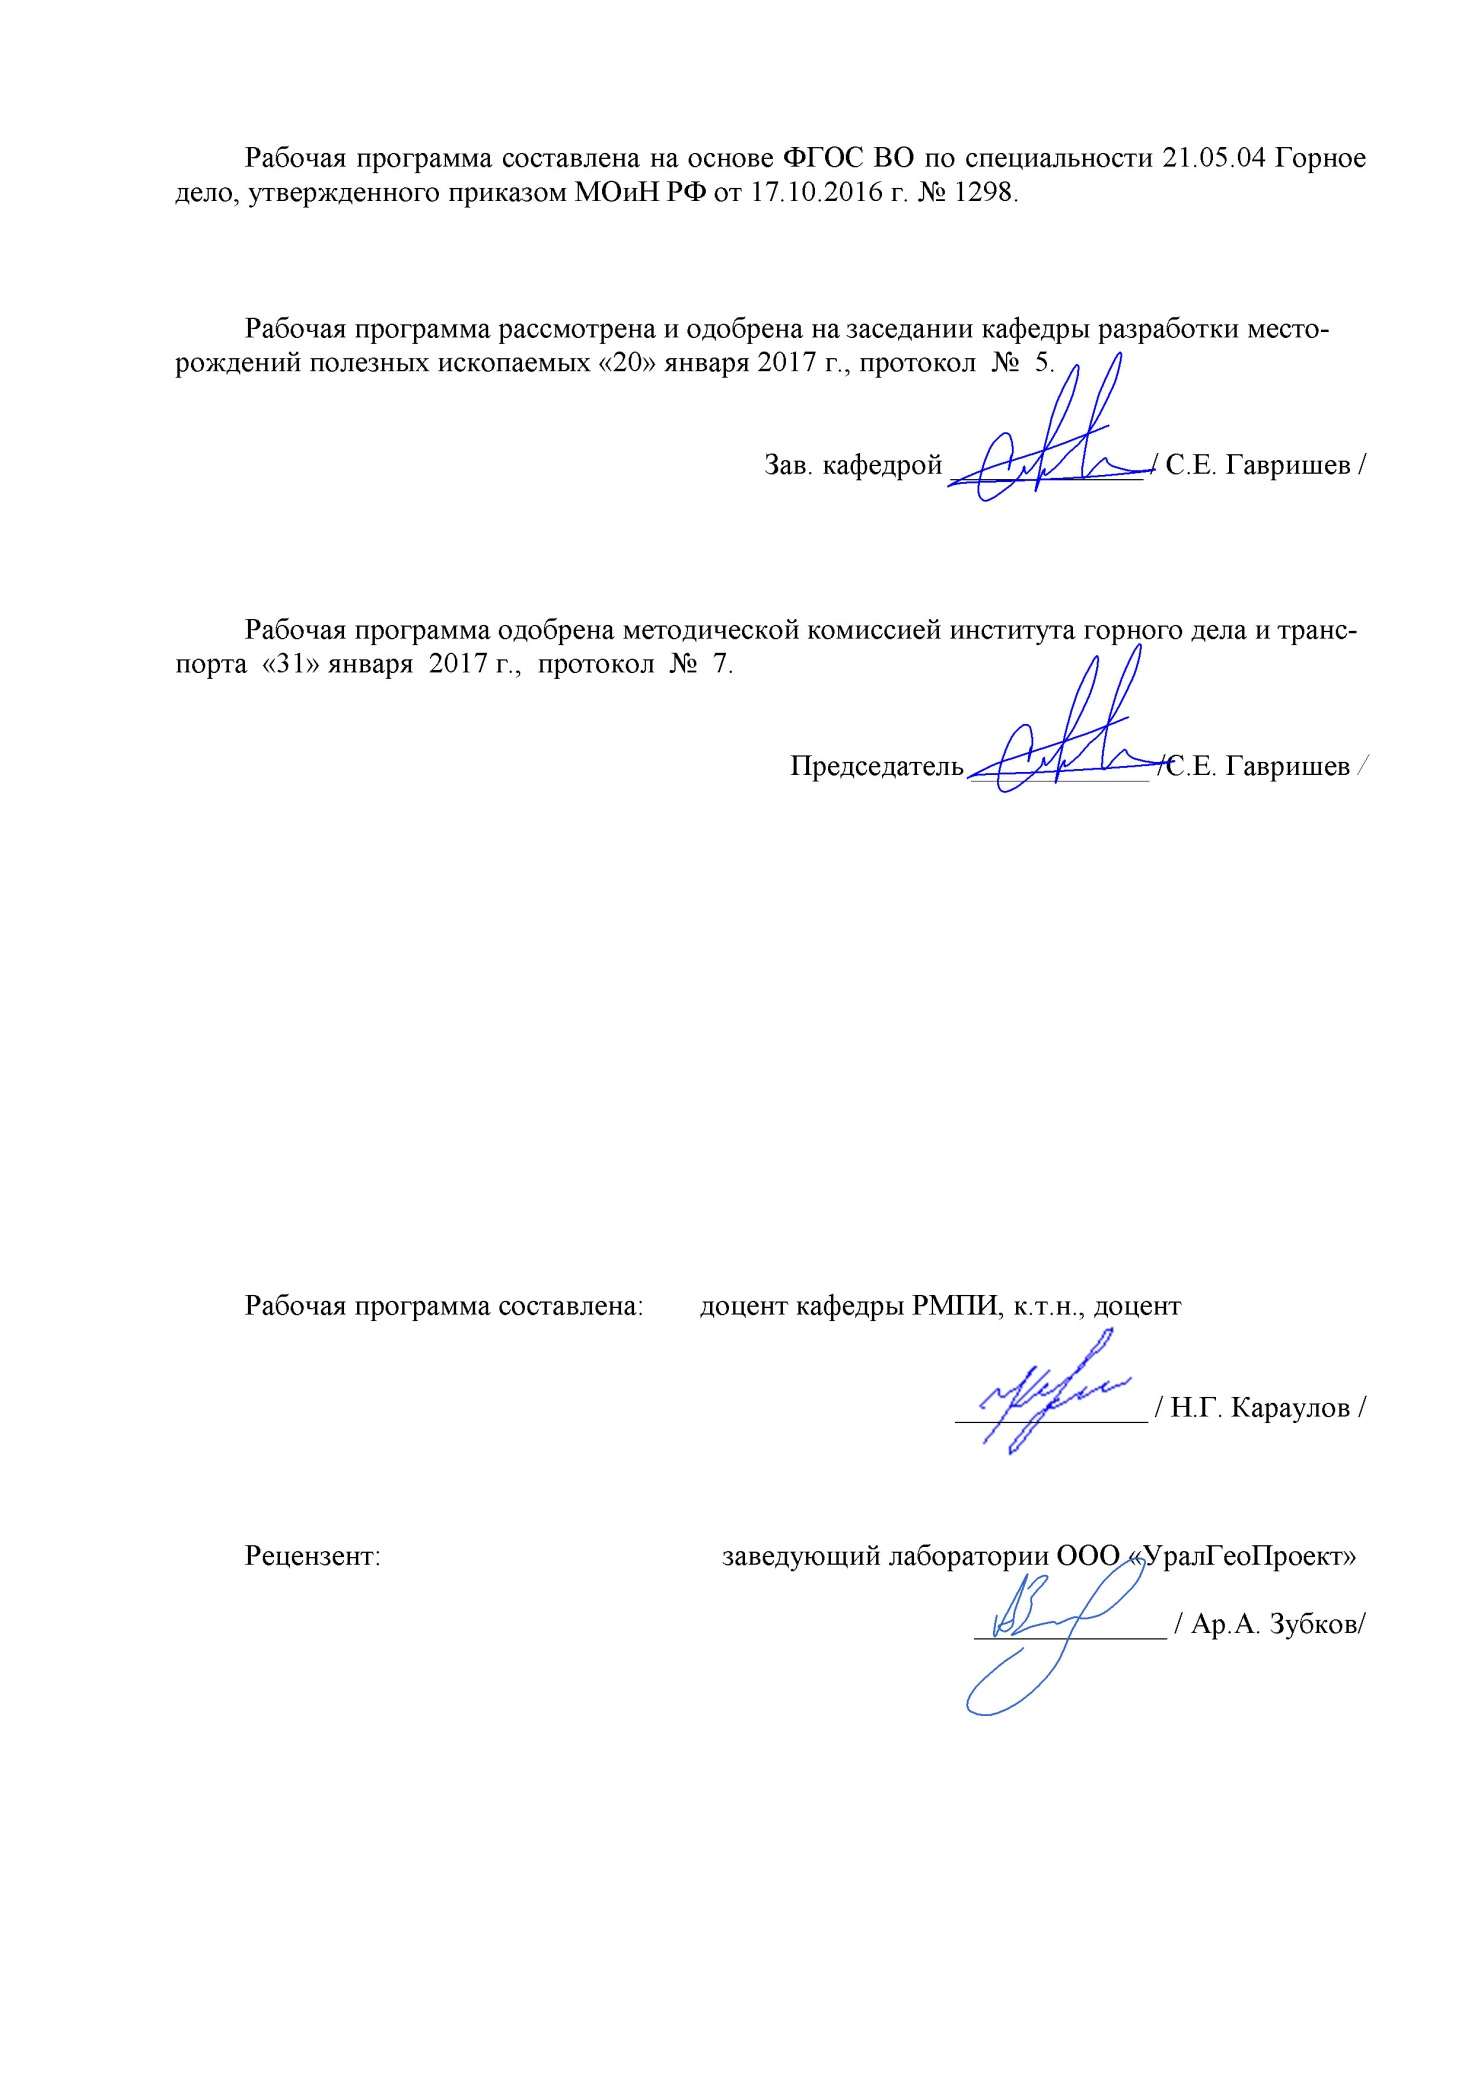 Рабочая программа составлена на основе ФГОС ВО по специальности 21.05.04 Горное
дело, утвержденного приказом МОиН РФ от 17.10.2016 г. № 1298.
Рабочая программа рассмотрена и одобрена на заседании кафедры разработки место-
рождений полезных ископаемых «20» января 2017 г., протокол № 5.
Зав. кафедрой _____________ / С.Е. Гавришев /
Рабочая программа одобрена методической комиссией института горного дела и транс-
порта «31» января 2017 г., протокол № 7.
Председатель ____________ /С.Е. Гавришев /
Рабочая программа составлена: доцент кафедры РМПИ, к.т.н., доцент
_____________ / Н.Г. Караулов /
Рецензент: заведующий лаборатории ООО «УралГеоПроект»
_____________ / Ар.А. Зубков/